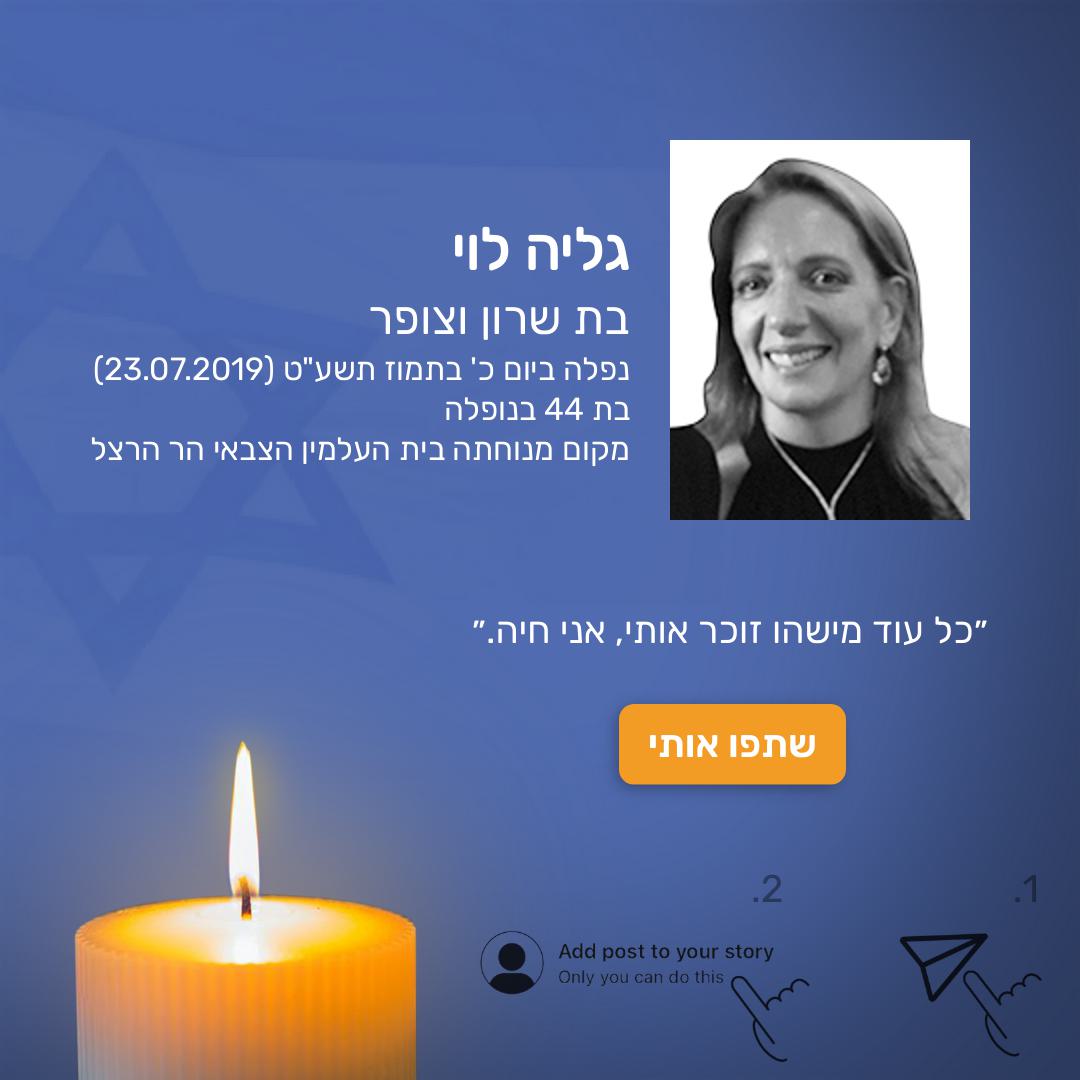 גליה לוי
בת שרון וצופר
נפלה ביום כ' בתמוז תשע"ט (23.07.2019)
בת 44 בנופלה
מקום מנוחתה בית העלמין הצבאי הר הרצל
״כל עוד מישהו זוכר אותי, אני חיה.״
שתפו אותי
.1
.2
Add post to your story
Only you can do this